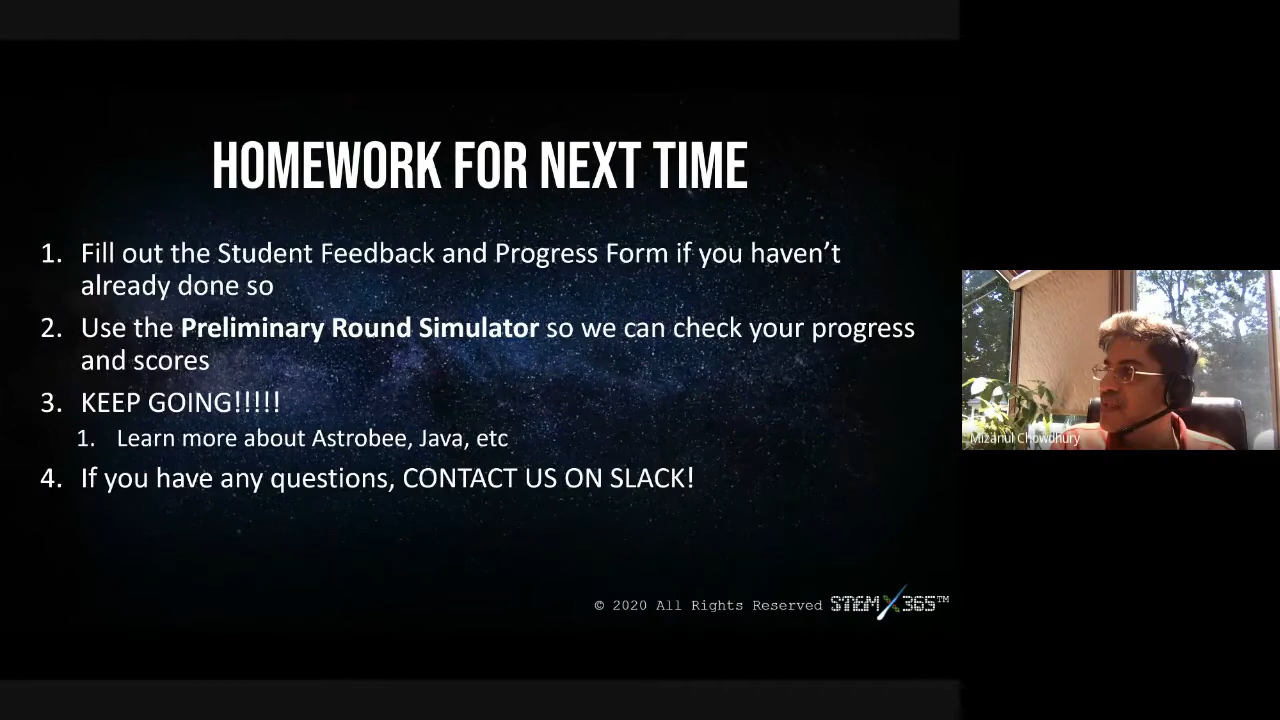 HOMEWORK FOR NEXT TIME
1. Fill out the Student Feedback and Progress Form if you haven’t
already done so
2. Use the Preliminary Round Simulator so we can check your progress
and scores
3. KEEP GOING!!!!!
1. Learn more about Astrobee, Java, etc
4. If you have any questions, CONTACT US ON SLACK!
© 2020 All Rights Reserved STEMX365™
Mizanul Chowdhury